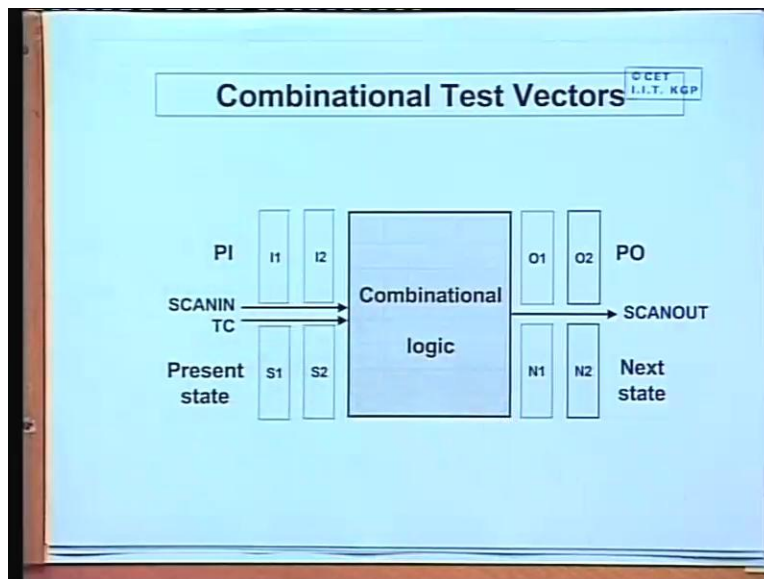 Combinational Test Vectors
© CET
I.I.T. KGP
PI
I1
I2
O1
O2
PO
SCANIN
TC
Combinational
logic
SCANOUT
Present
state
S1
S2
N1
N2
Next
state